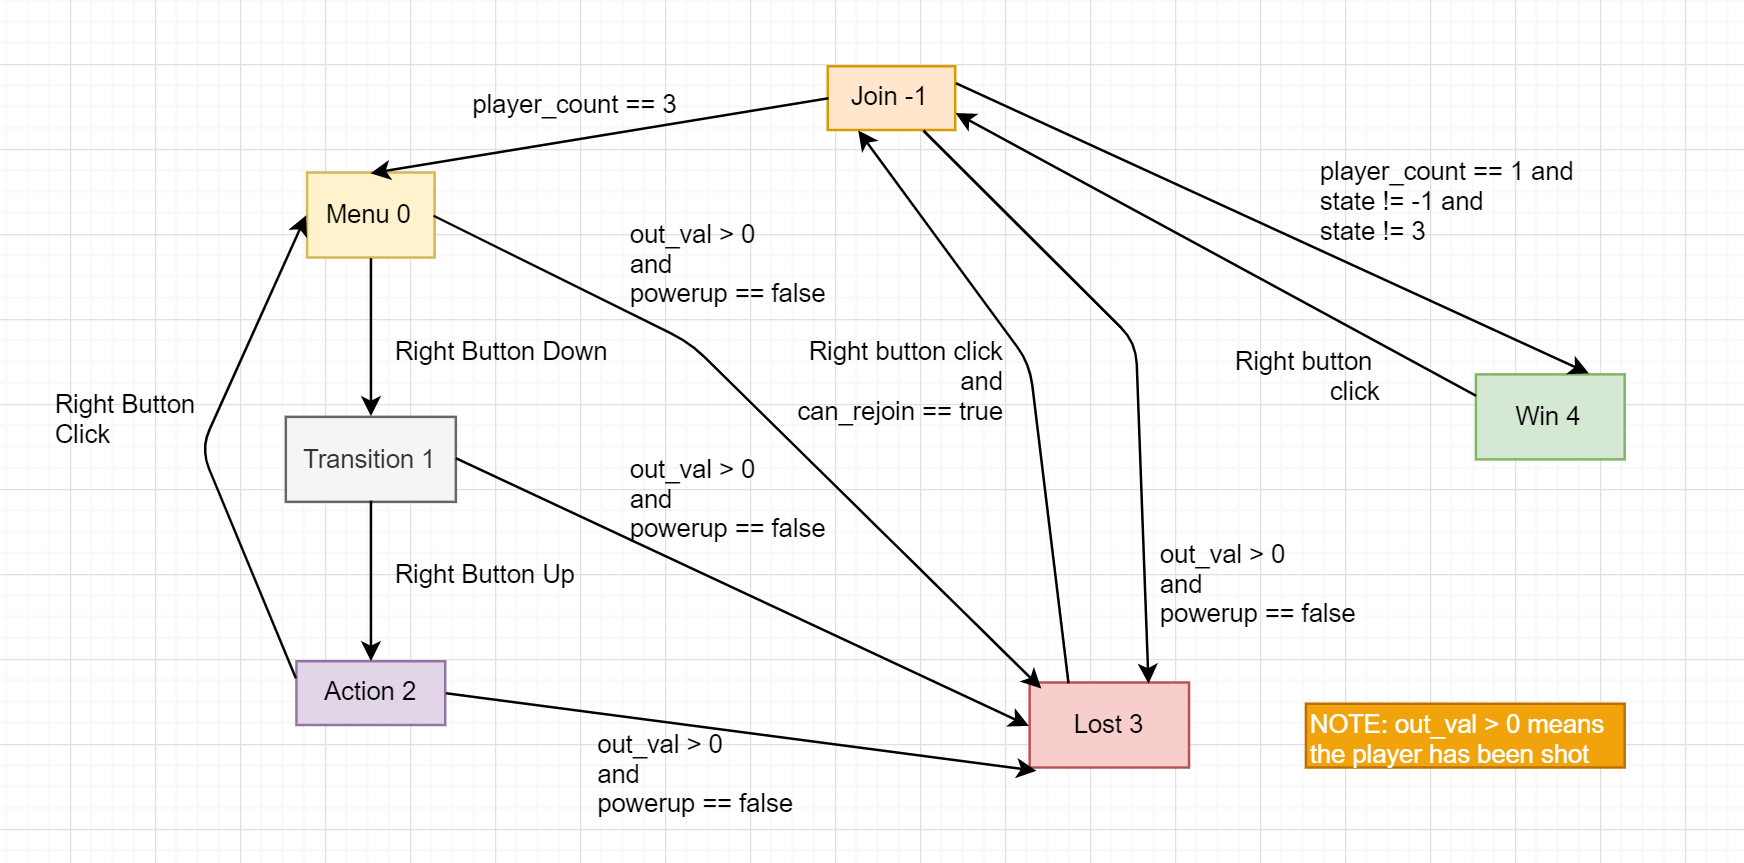 Join -1
player_count == 3
player_count == 1 and
state != -1 and
state != 3
Menu 0
out_val > 0
and
powerup == false
Right Button Down
Right button click
and
can_rejoin == true
Right button
click
Win 4
Right Button
Click
Transition 1
out_val > 0
and
powerup == false
Right Button Up
out_val > 0
and
powerup == false
Action 2
Lost 3
out_val > 0
and
powerup == false
NOTE: out_val > 0 means
the player has been shot